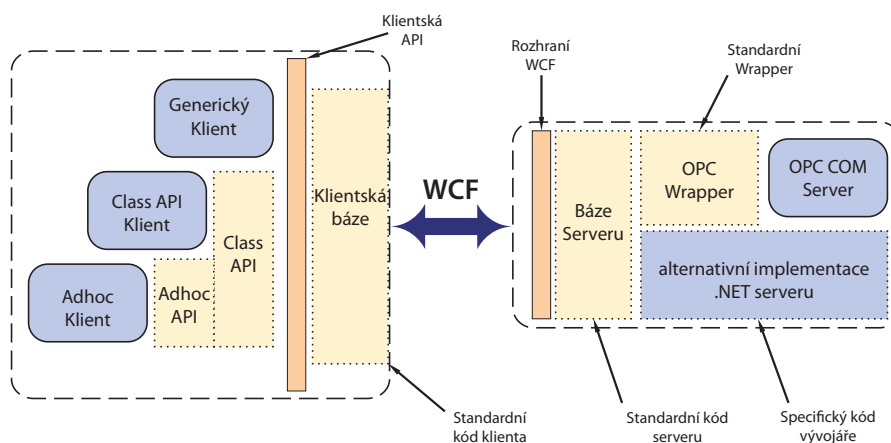 Klientská
API
Generický
Klient
Class API
Klient
Adhoc
Klient
Adhoc
API
Class
API
Klientská
báze
Standardní
kód klienta
WCF
Rozhraní
WCF
Standardní
Wrapper
Báze
Serveru
OPC
Wrapper
OPC COM
Server
alternativní implementace
.NET serveru
Standardní kód
serveru
Specifický kód
vývojáře